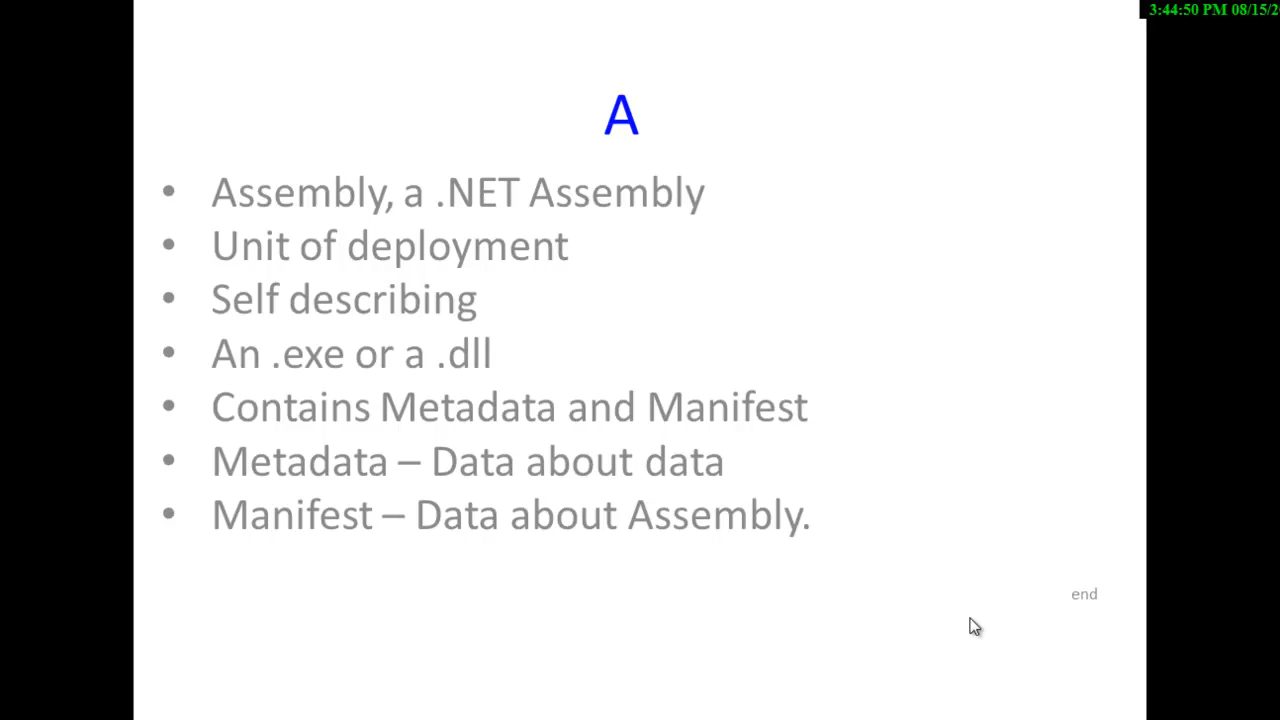 3:44:50 PM 08/15/2
A
• Assembly, a .NET Assembly
• Unit of deployment
• Self describing
• An .exe or a .dll
• Contains Metadata and Manifest
• Metadata – Data about data
• Manifest – Data about Assembly.
end